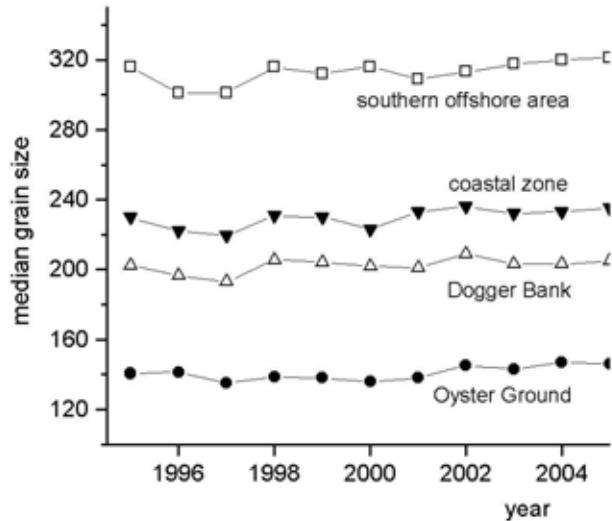 median grain size
320
280
240
200
160
120
southern offshore area
coastal zone
Dogger Bank
Oyster Ground
1996 1998 2000 2002 2004
year